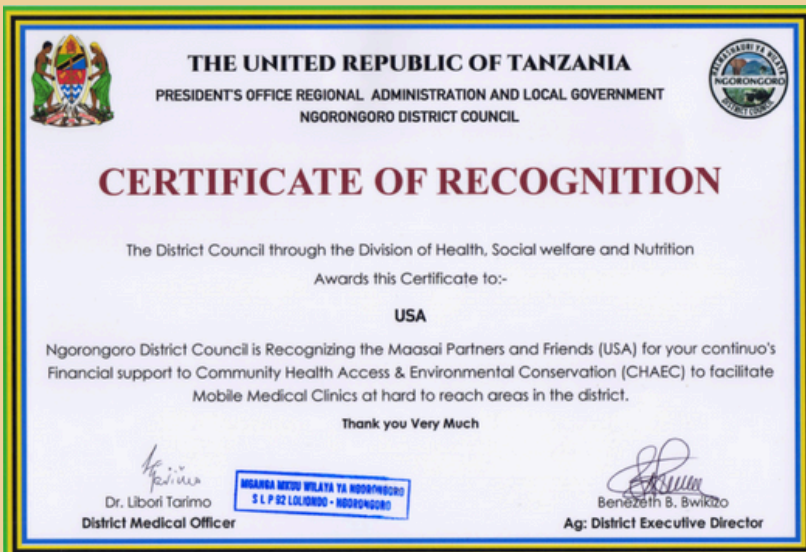 THE UNITED REPUBLIC OF TANZANIA
PRESIDENT'S OFFICE REGIONAL ADMINISTRATION AND LOCAL GOVERNMENT
NGORONGORO DISTRICT COUNCIL
HALMASHAURI YA WILAYA
NGORONGORO
DISTRICT COUNCIL
CERTIFICATE OF RECOGNITION
The District Council through the Division of Health, Social welfare and Nutrition
Awards this Certificate to:-
USA
Ngorongoro District Council is Recognizing the Maasai Partners and Friends (USA) for your continuo's
Financial support to Community Health Access & Environmental Conservation (CHAEC) to facilitate
Mobile Medical Clinics at hard to reach areas in the district.
Thank you Very Much
MGANGA MKUU WILAYA YA NGORONGORO
S L P 92 LOLIONDO - NGORONGORO
Dr. Libori Tarimo
District Medical Officer
Benezeth B. Bwikizo
Ag: District Executive Director